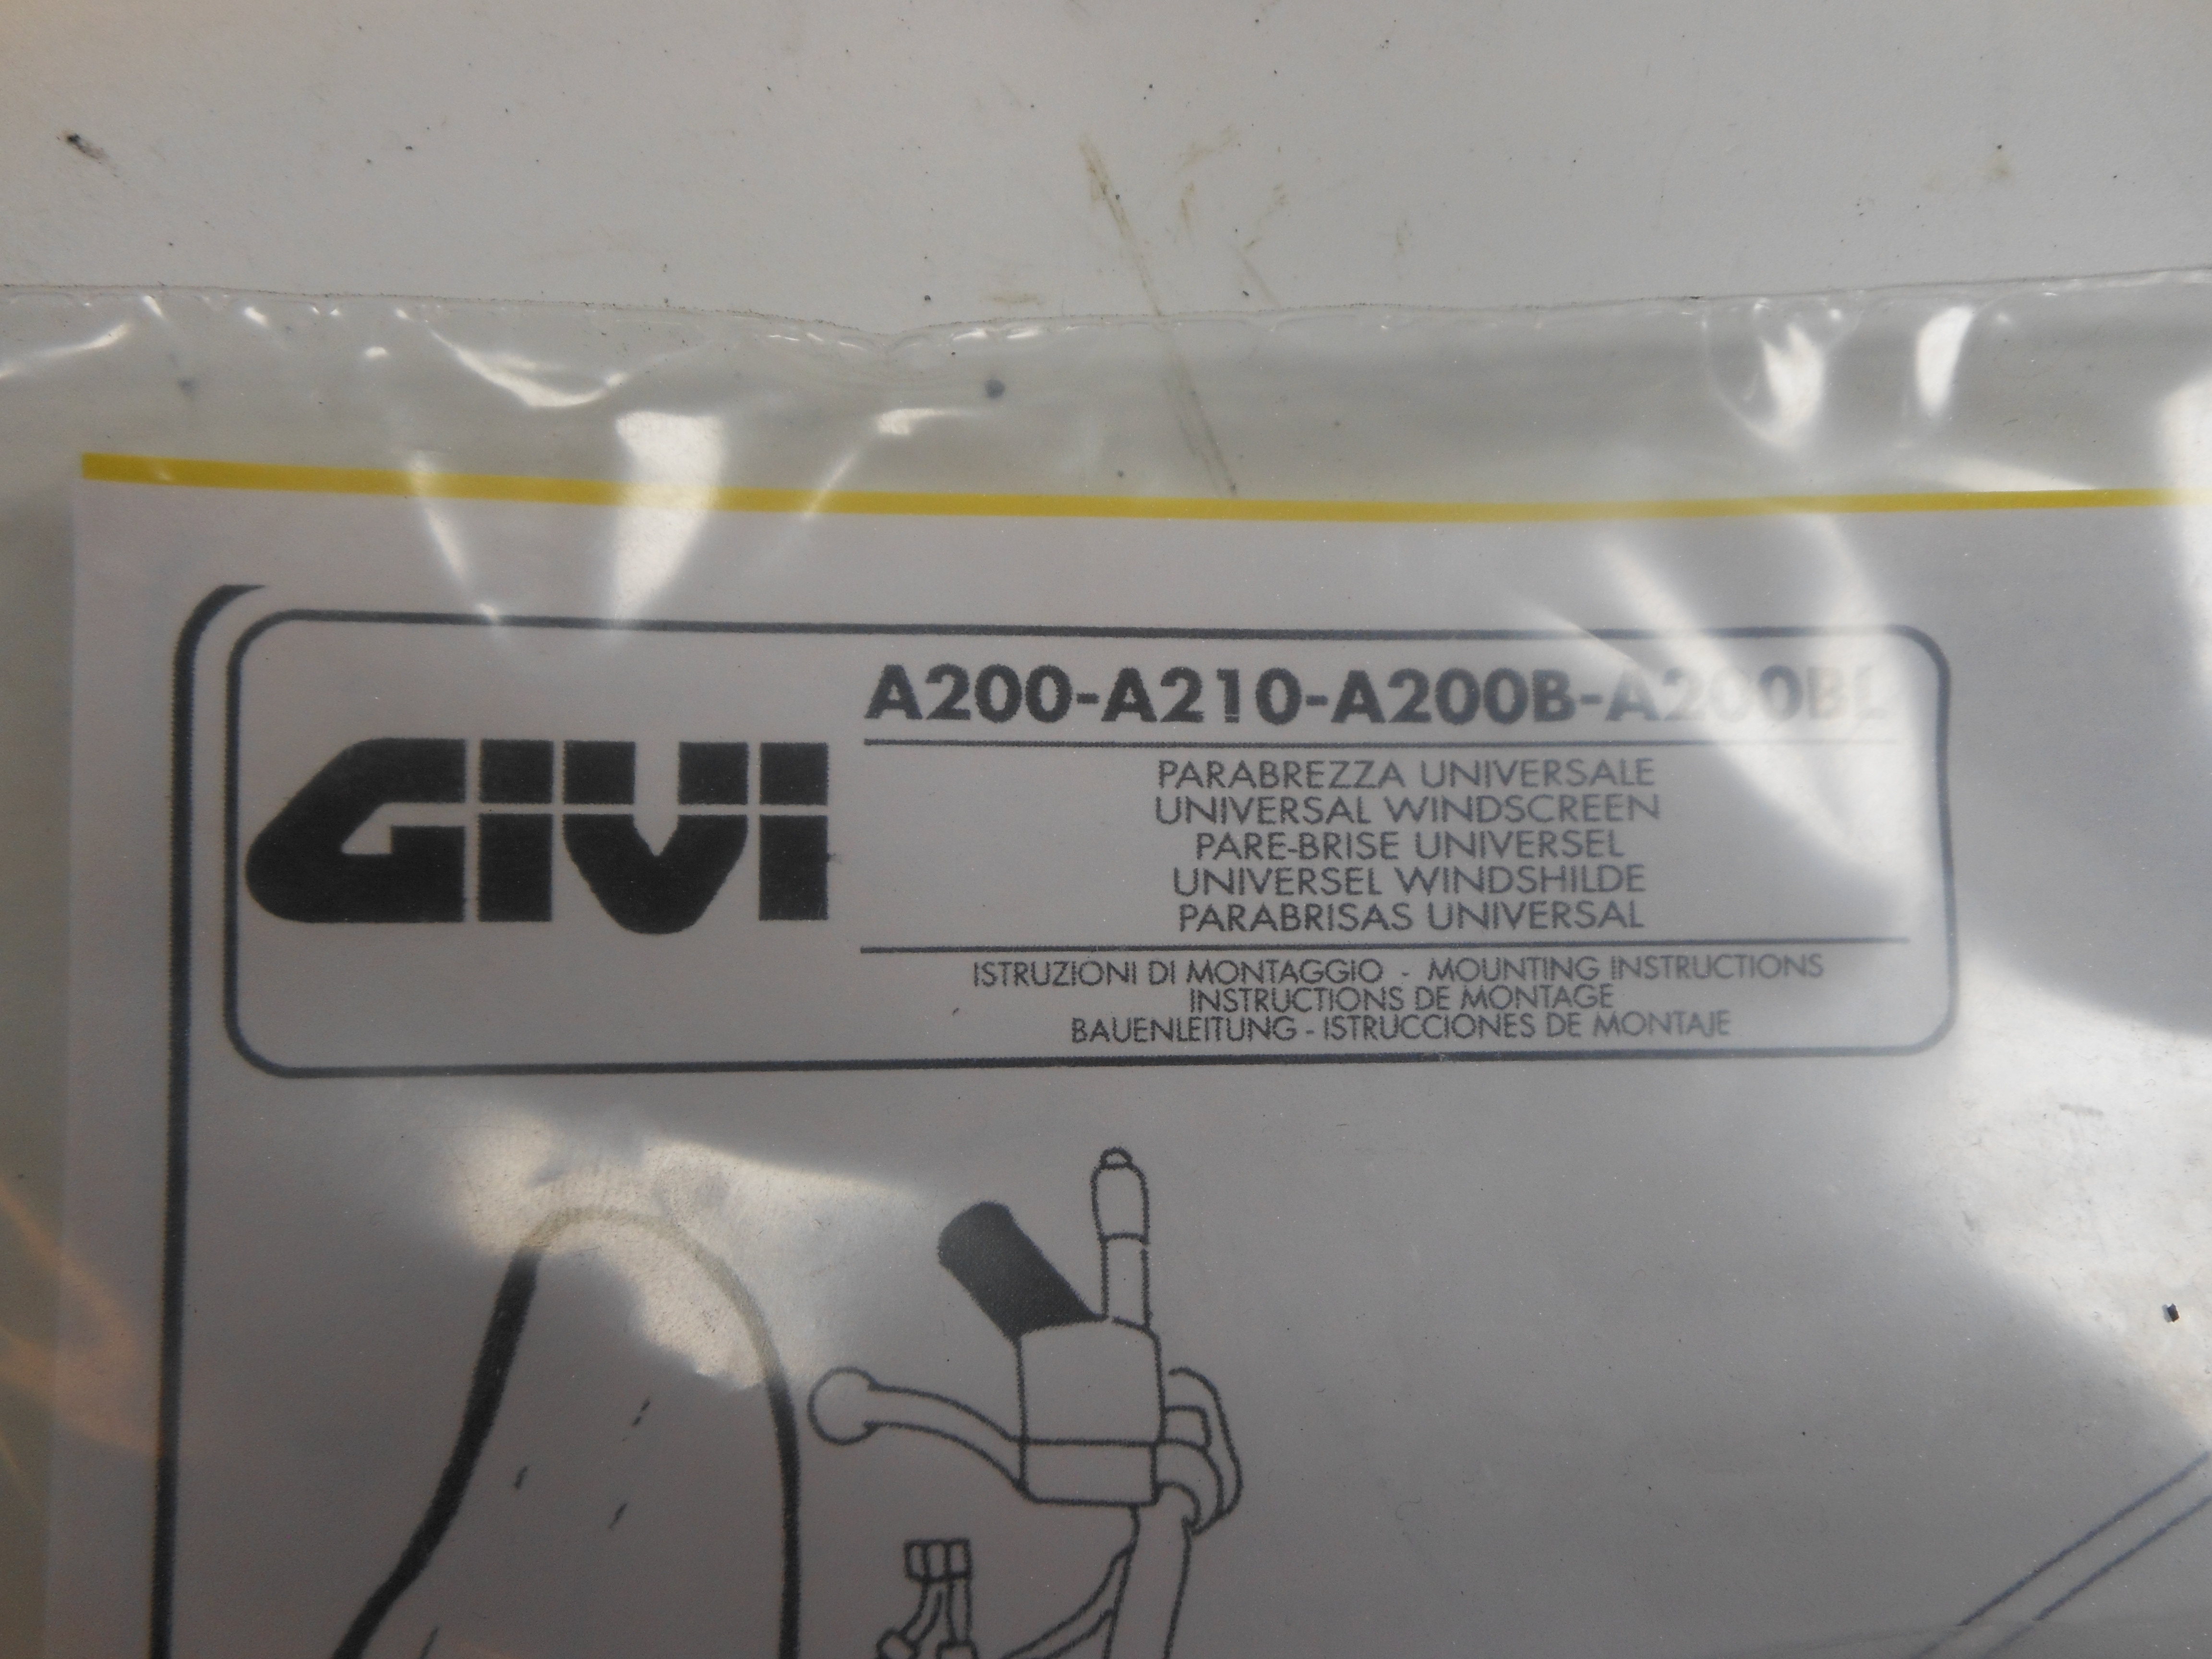 A200-A210-A200B-A200BL
GIVI
PARABREZZA UNIVERSALE
UNIVERSAL WINDSCREEN
PARE-BRISE UNIVERSEL
UNIVERSEL WINDSHILDE
PARABRISAS UNIVERSAL
ISTRUZIONI DI MONTAGGIO - MOUNTING INSTRUCTIONS
INSTRUCTIONS DE MONTAGE
BAUENLEITUNG - ISTRUCCIONES DE MONTAJE